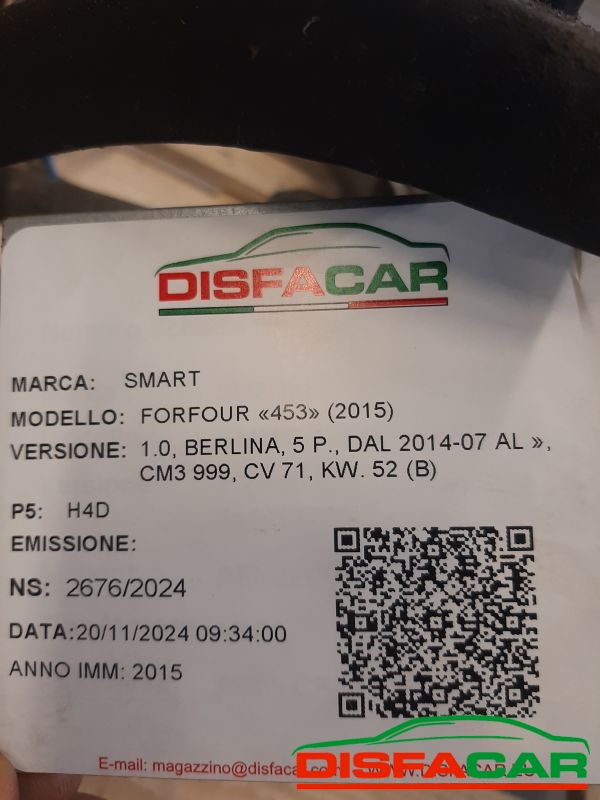 DISFACAR
MARCA: SMART
MODELLO: FORFOUR «453» (2015)
VERSIONE: 1.0, BERLINA, 5 P., DAL 2014-07 AL »,
CM3 999, CV 71, KW. 52 (B)
P5: H4D
EMISSIONE:
NS: 2676/2024
DATA:20/11/2024 09:34:00
ANNO IMM: 2015
E-mail: magazzino@disfacar.com
DISFACAR